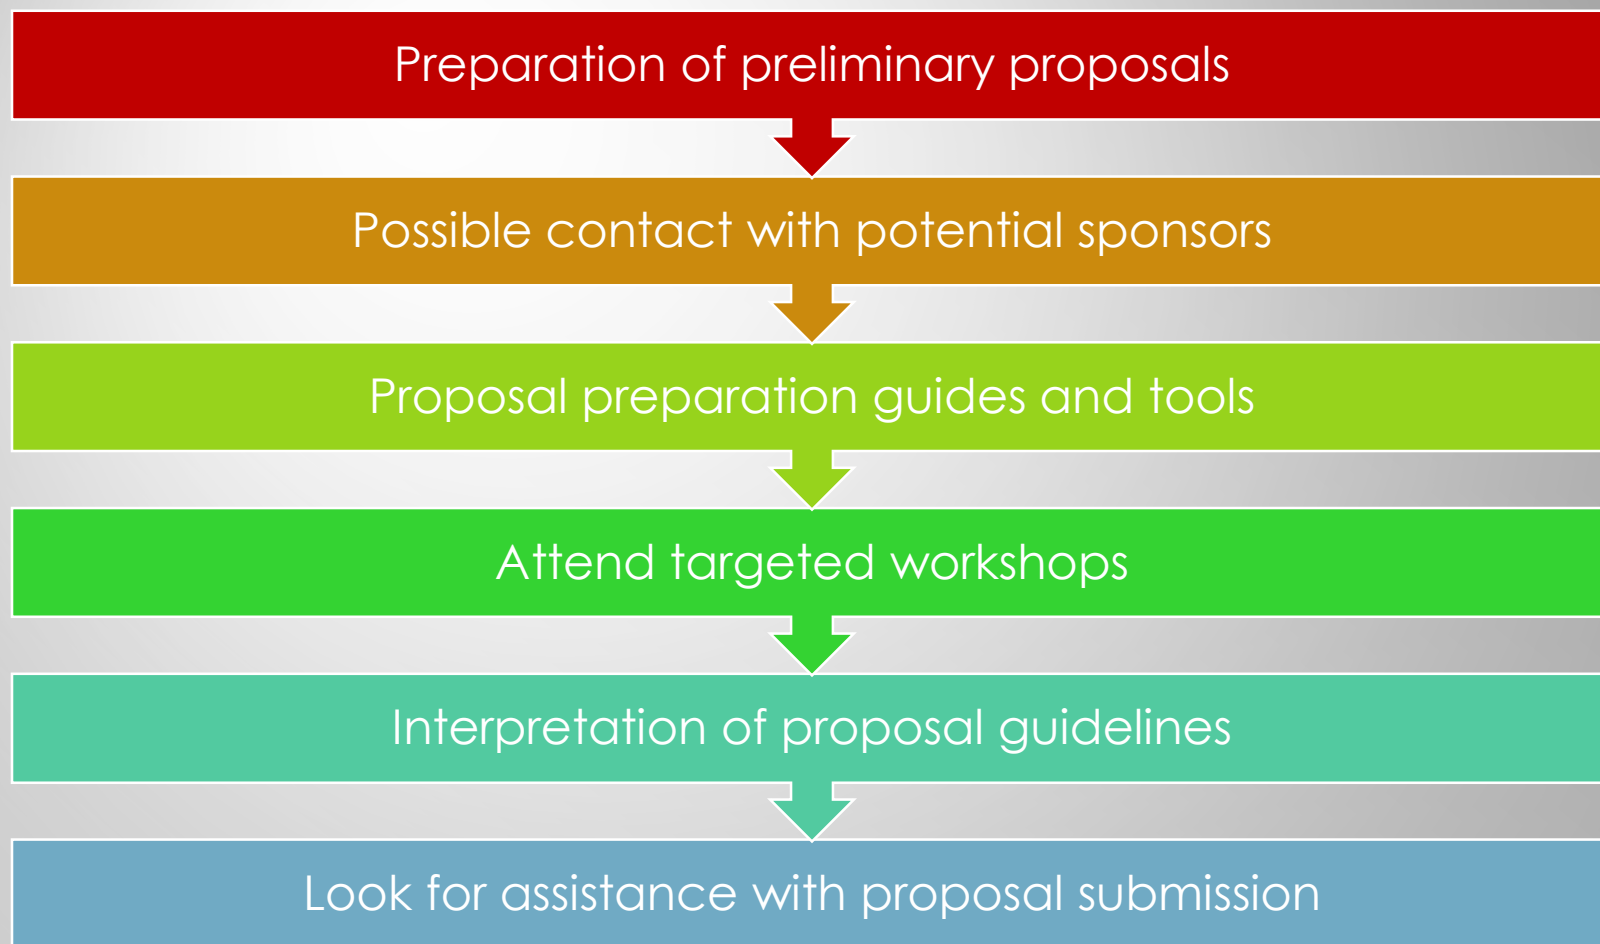 Preparation of preliminary proposals
Possible contact with potential sponsors
Proposal preparation guides and tools
Attend targeted workshops
Interpretation of proposal guidelines
Look for assistance with proposal submission